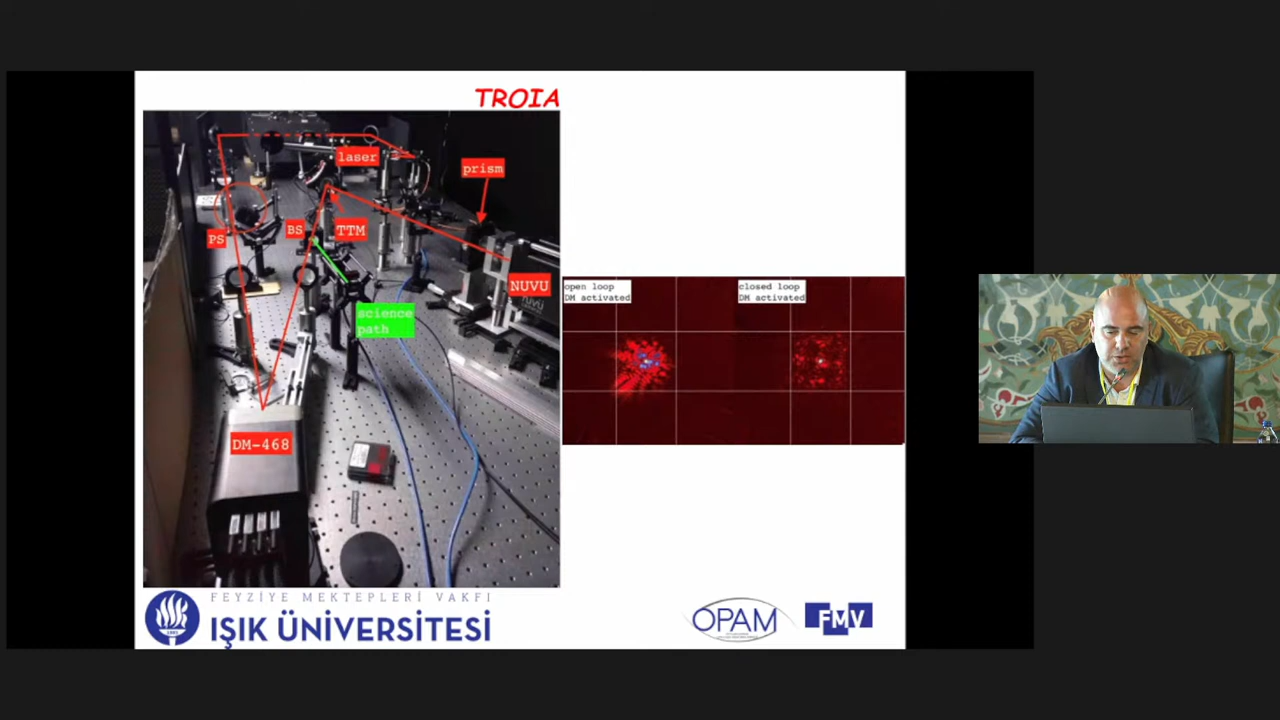 TROIA
laser
prism
PS
BS
TTM
NUVU
science
path
DM-468
open loop
DM activated
closed loop
DM activated
FEYZİYE MEKTEPLERİ VAKFI
IŞIK ÜNİVERSİTESİ
OPAM
FMV